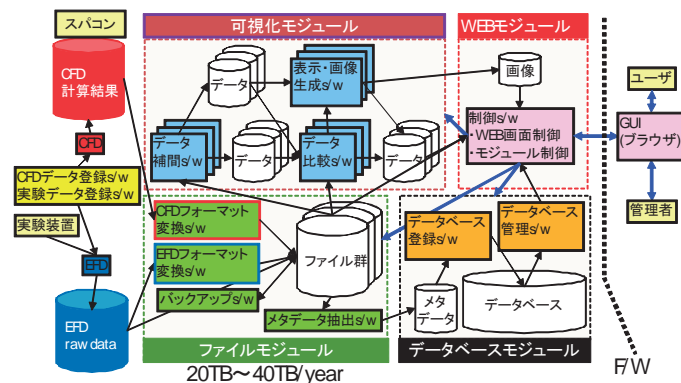 スパコン
CFD
計算結果
CFD
CFDデータ登録s/w
実験データ登録s/w
実験装置
EFD
EFD
raw data
可視化モジュール
データ
表示・画像
生成s/w
データ
補間s/w
データ
データ
比較s/w
データ
WEBモジュール
画像
制御s/w
・WEB画面制御
・モジュール制御
ユーザ
GUI
(ブラウザ)
管理者
CFDフォーマット
変換s/w
EFDフォーマット
変換s/w
バックアップs/w
ファイル群
メタデータ抽出s/w
ファイルモジュール
20TB～40TB/year
データベース
登録s/w
データベース
管理s/w
メタ
データ
データベース
データベースモジュール
F/W